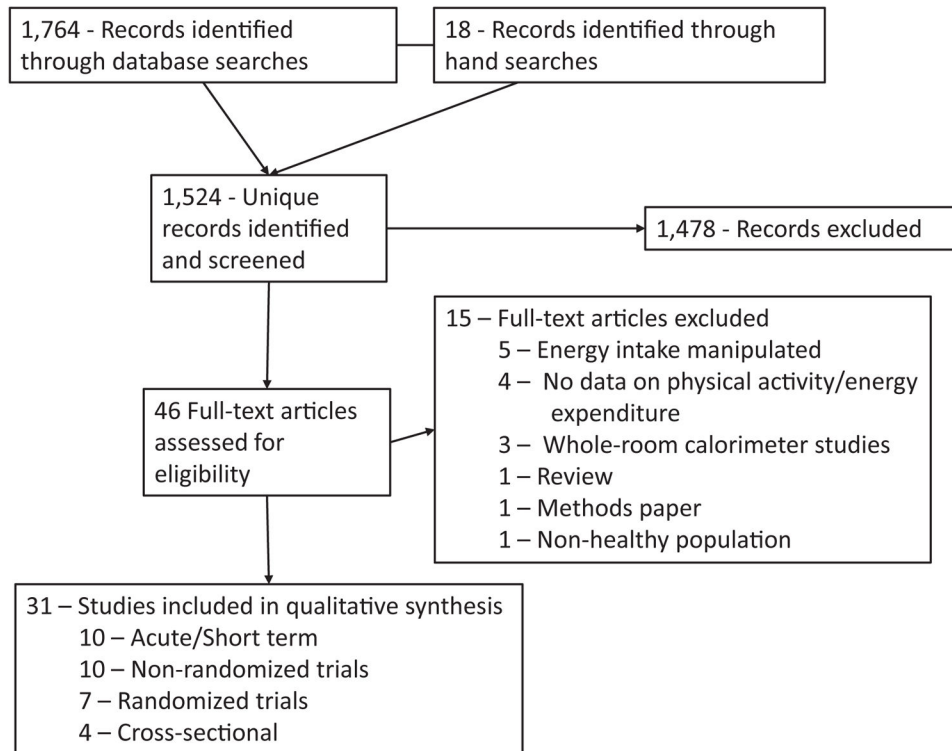 1,764 - Records identified
through database searches
18 - Records identified through
hand searches
1,524 - Unique
records identified
and screened
1,478 - Records excluded
15 – Full-text articles excluded
5 – Energy intake manipulated
4 – No data on physical activity/energy
expenditure
3 – Whole-room calorimeter studies
1 – Review
1 – Methods paper
1 – Non-healthy population
46 Full-text articles
assessed for
eligibility
31 – Studies included in qualitative synthesis
10 – Acute/Short term
10 – Non-randomized trials
7 – Randomized trials
4 – Cross-sectional